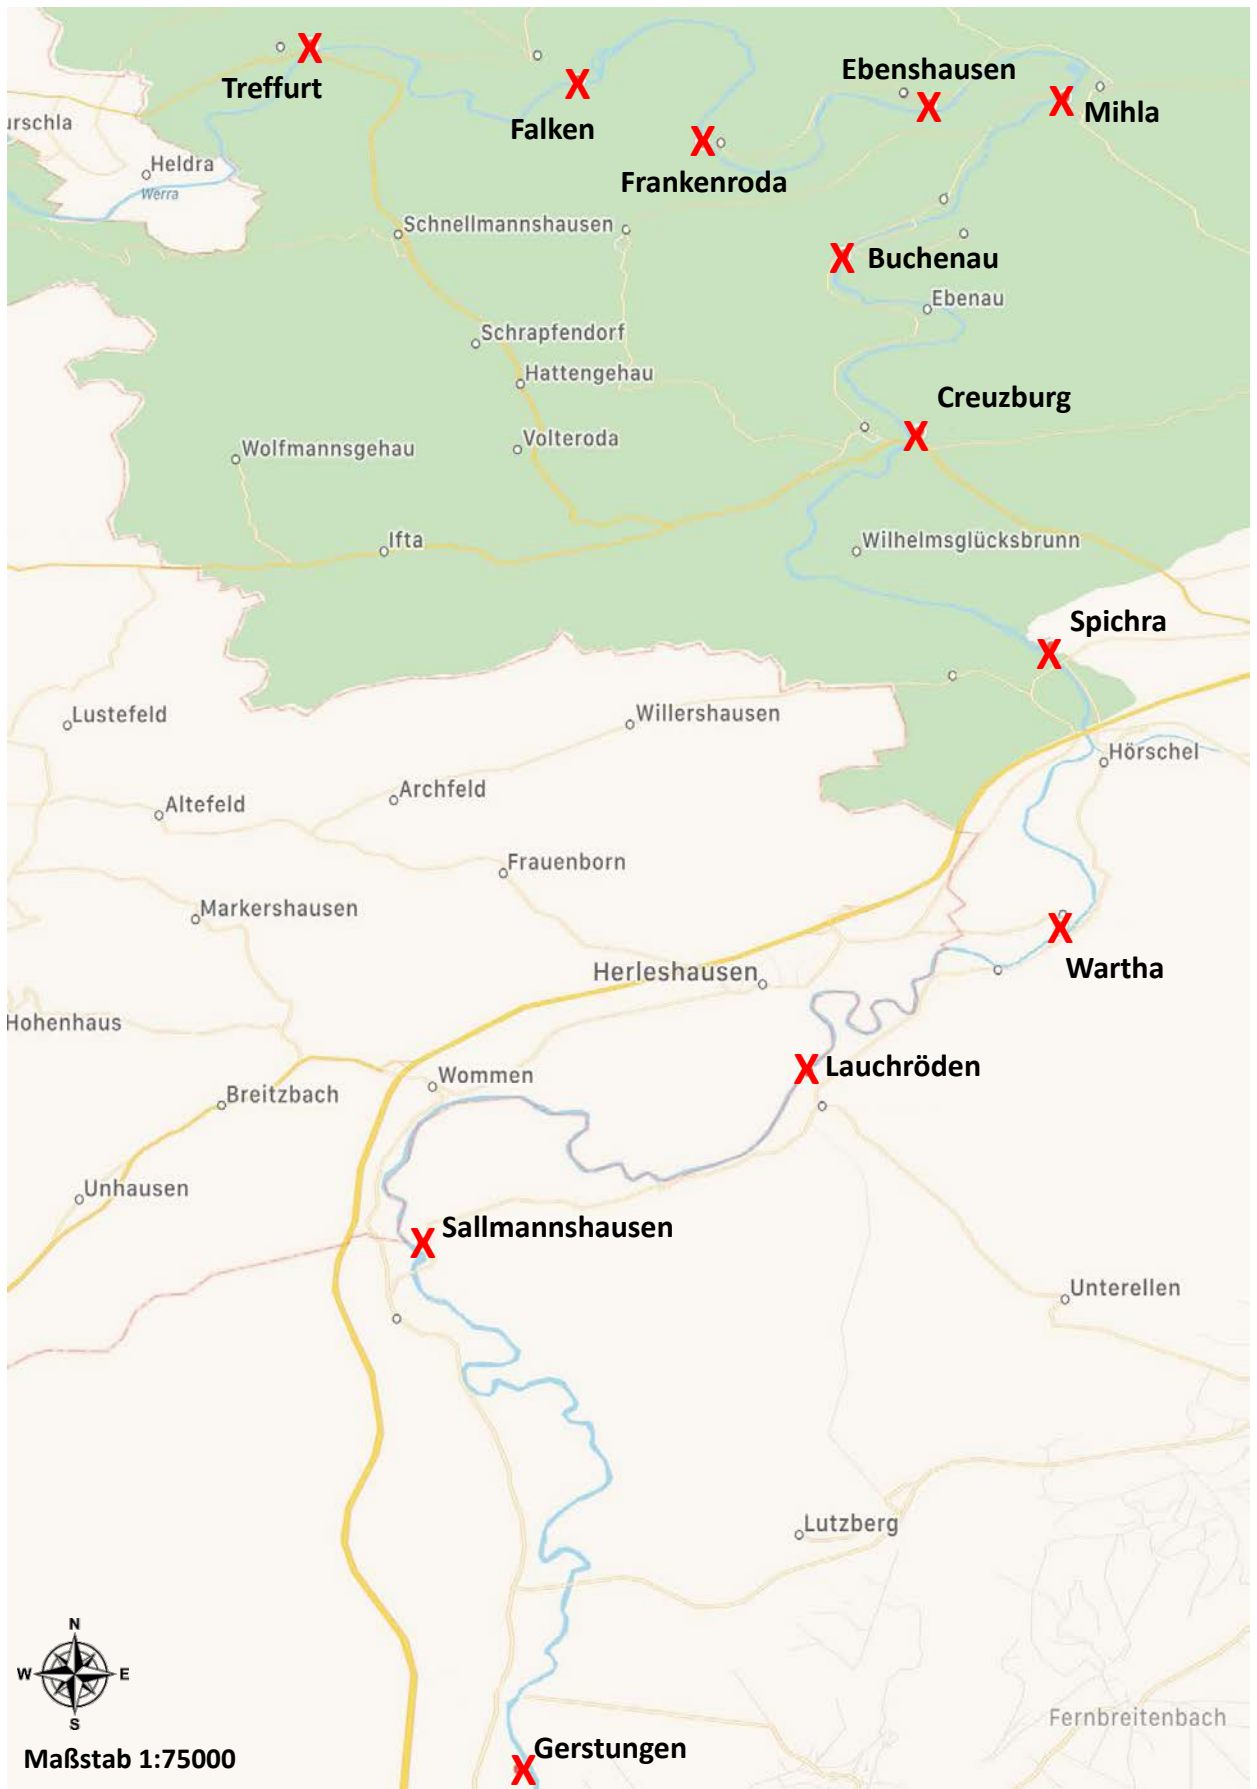 Ebenshausen
Treffurt
Mihla
urschla
Falken
Heldra
Frankenroda
Werra
Schnellmannshausen
Buchenau
Ebenau
Schrapfendorf
Hattengehau
Creuzburg
Volteroda
Wolfmannsgehau
Ifta
Wilhelmsglücksbrunn
Spichra
Lustefeld
Willershausen
Hörschel
Archfeld
Altefeld
Frauenborn
Markershausen
Wartha
Herleshausen
Hohenhaus
Lauchröden
Wommen
Breitzbach
Unhausen
Sallmannshausen
Unterellen
Lutzberg
N
W E
S
Fernbreitenbach
Gerstungen
Maßstab 1:75000